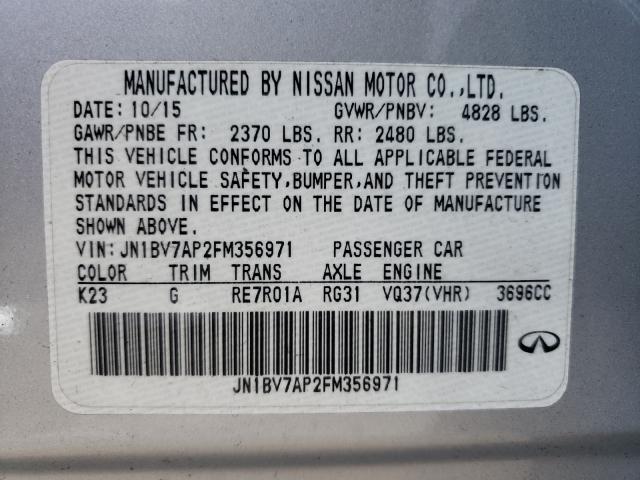 MANUFACTURED BY NISSAN MOTOR CO.,LTD.
DATE: 10/15 GVWR/PNBV: 4828 LBS.
GAWR/PNBE FR: 2370 LBS. RR: 2480 LBS.
THIS VEHICLE CONFORMS TO ALL APPLICABLE FEDERAL
MOTOR VEHICLE SAFETY,BUMPER,AND THEFT PREVENTION
STANDARDS IN EFFECT ON THE DATE OF MANUFACTURE
SHOWN ABOVE.
VIN:JN1BV7AP2FM356971 PASSENGER CAR
COLOR TRIM TRANS AXLE ENGINE
K23 G RE7R01A RG31 VQ37(VHR) 3696CC
JN1BV7AP2FM356971